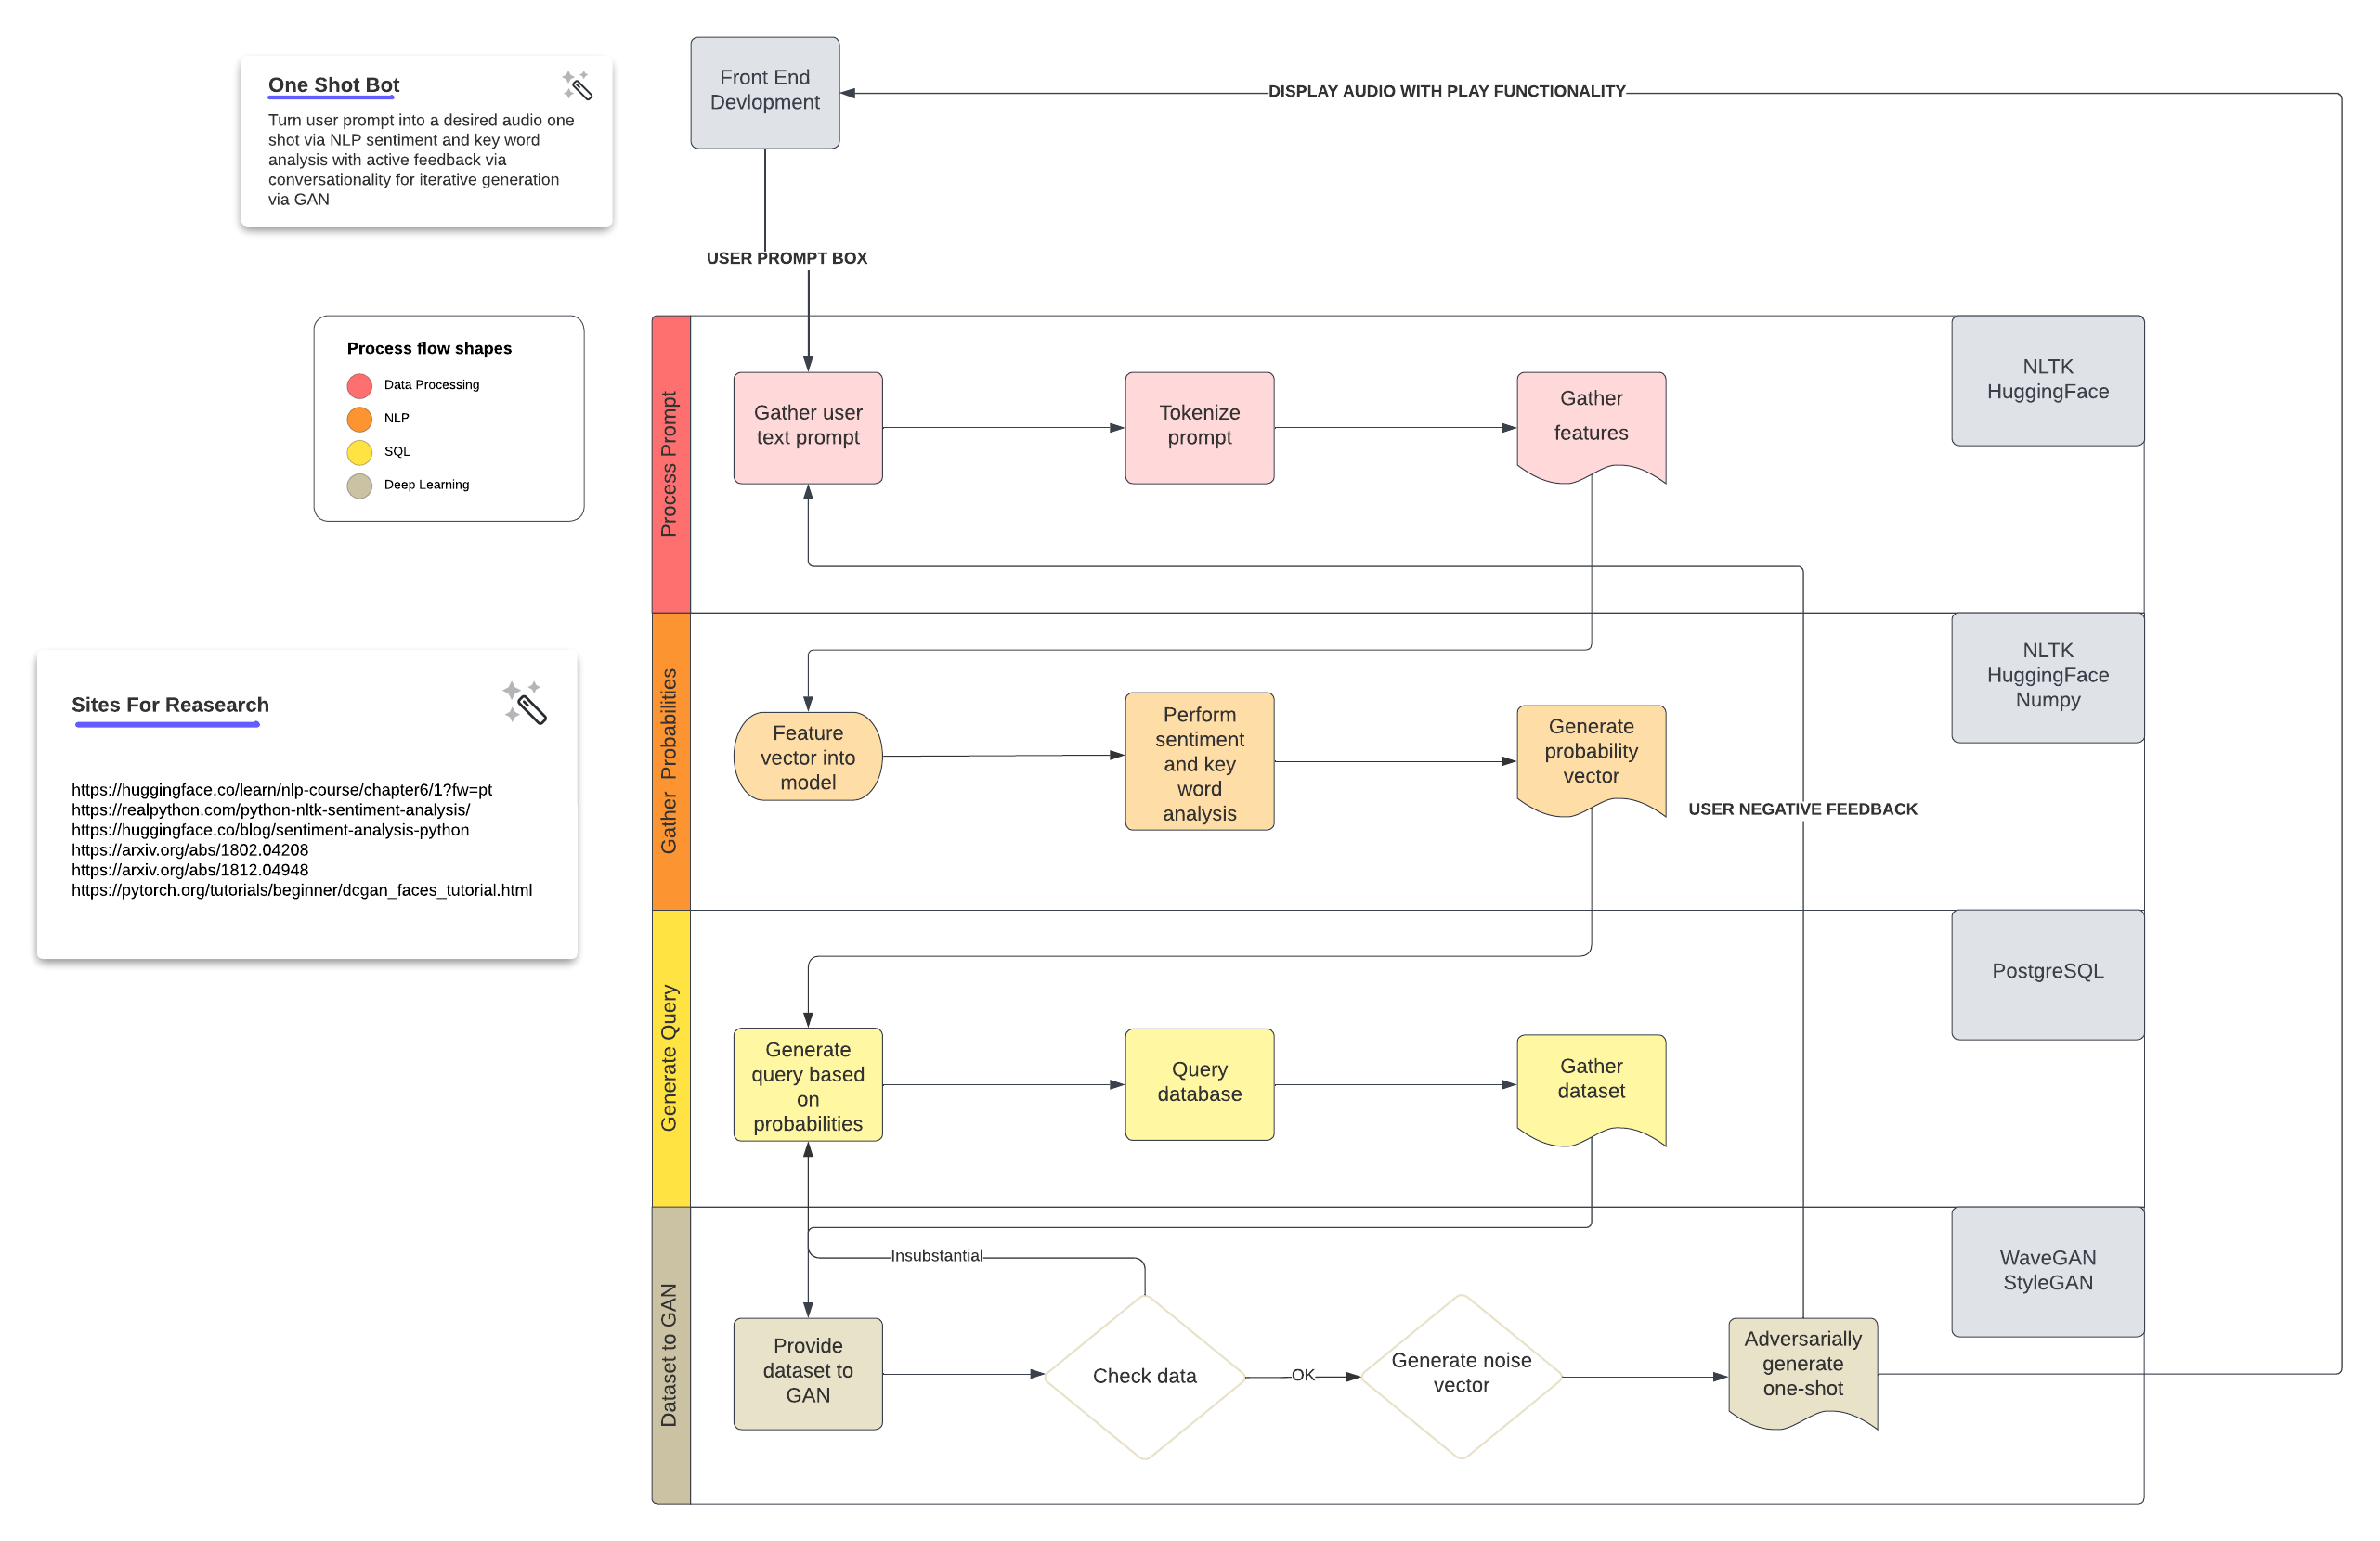 One Shot Bot
Turn user prompt into a desired audio one
shot via NLP sentiment and key word
analysis with active feedback via
conversationality for iterative generation
via GAN
Front End
Devlopment
DISPLAY AUDIO WITH PLAY FUNCTIONALITY
USER PROMPT BOX
Process flow shapes
Data Processing
NLP
SQL
Deep Learning
Sites For Reasearch
https://huggingface.co/learn/nlp-course/chapter6/1?fw=pt
https://realpython.com/python-nltk-sentiment-analysis/
https://huggingface.co/blog/sentiment-analysis-python
https://arxiv.org/abs/1802.04208
https://arxiv.org/abs/1812.04948
https://pytorch.org/tutorials/beginner/dcgan_faces_tutorial.html
Process Prompt
Gather user
text prompt
Tokenize
prompt
Gather
features
NLTK
HuggingFace
Gather Probabilities
Feature
vector into
model
Perform
sentiment
and key
word
analysis
Generate
probability
vector
USER NEGATIVE FEEDBACK
NLTK
HuggingFace
Numpy
Generate Query
Generate
query based
on
probabilities
Query
database
Gather
dataset
PostgreSQL
Dataset to GAN
Insubstantial
Provide
dataset to
GAN
Check data
OK
Generate noise
vector
Adversarially
generate
one-shot
WaveGAN
StyleGAN